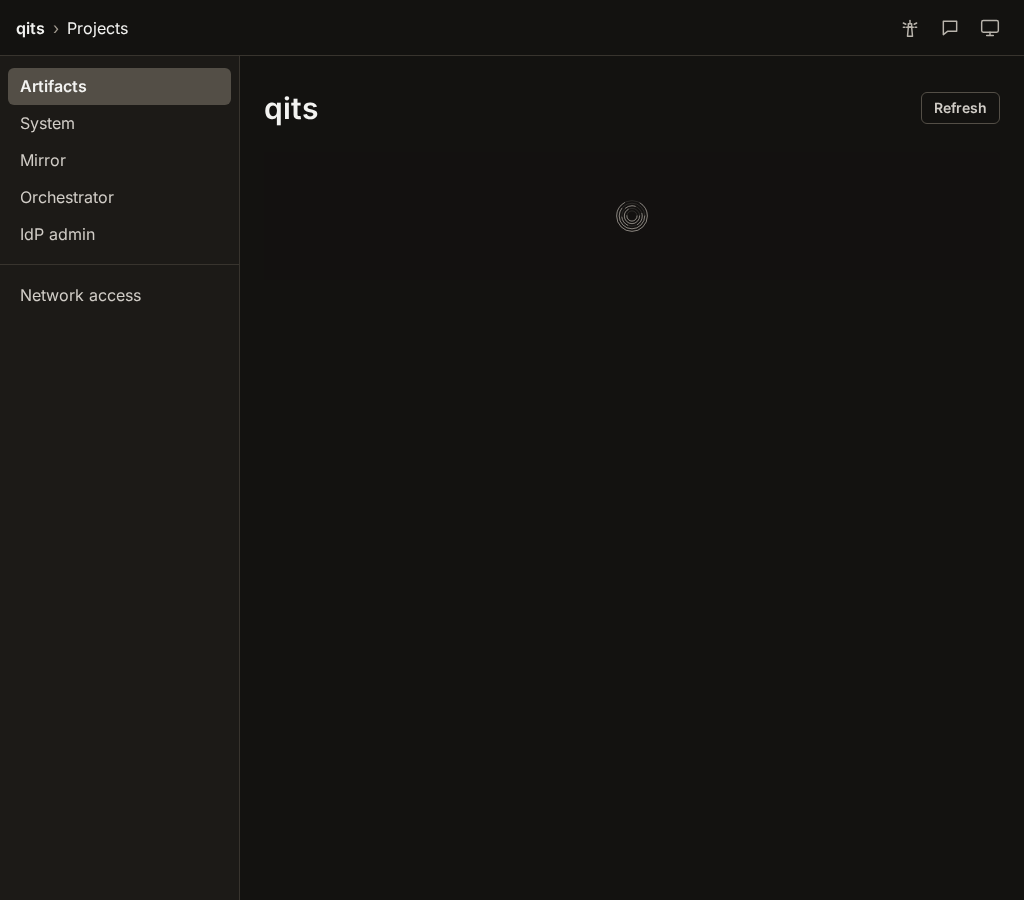 qits › Projects
Artifacts
System
Mirror
Orchestrator
IdP admin
Network access
qits
Refresh